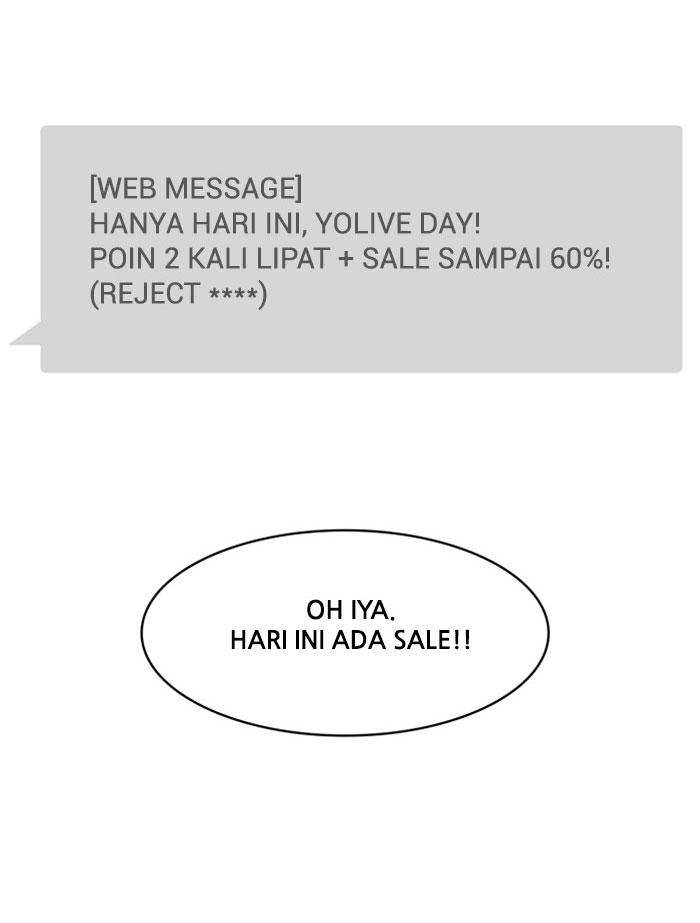 [WEB MESSAGE]
HANYA HARI INI, YOLIVE DAY!
POIN 2 KALI LIPAT + SALE SAMPAI 60%!
(REJECT ****)
OH IYA.
HARI INI ADA SALE!!